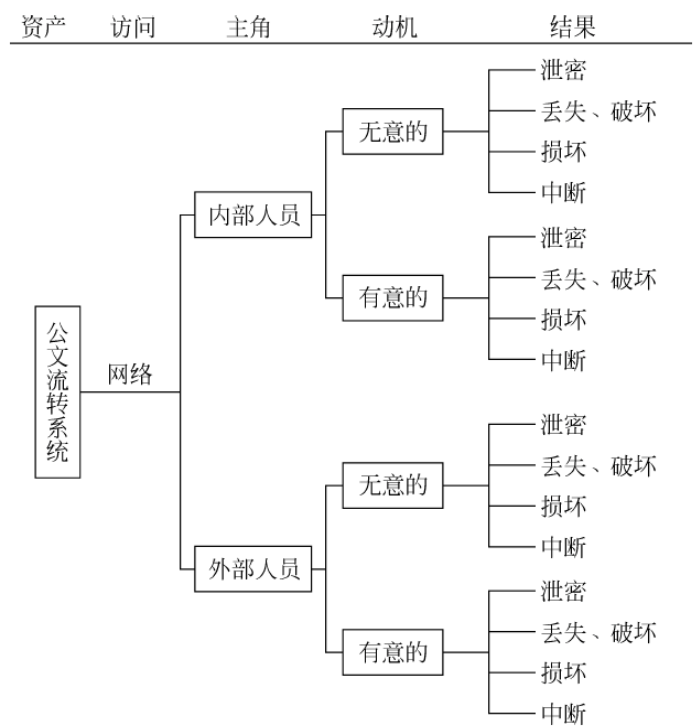 资产 访问 主角 动机 结果
泄密
丢失、破坏
无意的
损坏
中断
内部人员
泄密
丢失、破坏
有意的
损坏
中断
公文流转系统
网络
泄密
丢失、破坏
无意的
损坏
中断
外部人员
泄密
丢失、破坏
有意的
损坏
中断